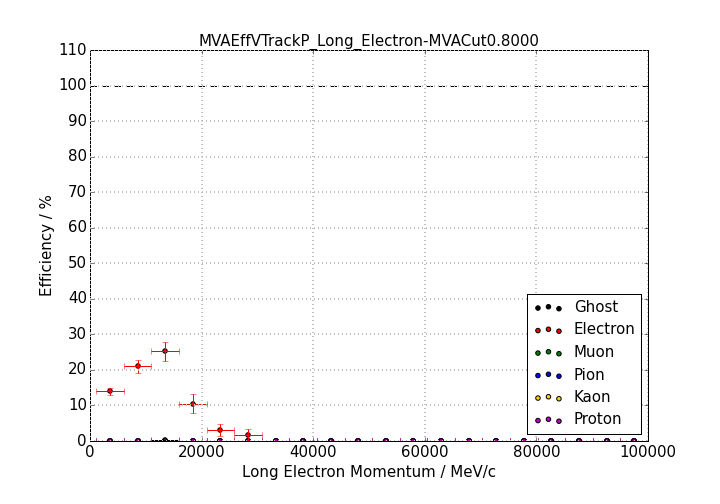 MVAEffVTrackP_Long_Electron-MVACut0.8000
110
100
90
80
70
60
50
40
30
20
10
0
Efficiency / %
Ghost
Electron
Muon
Pion
Kaon
Proton
0 20000 40000 60000 80000 100000
Long Electron Momentum / MeV/c